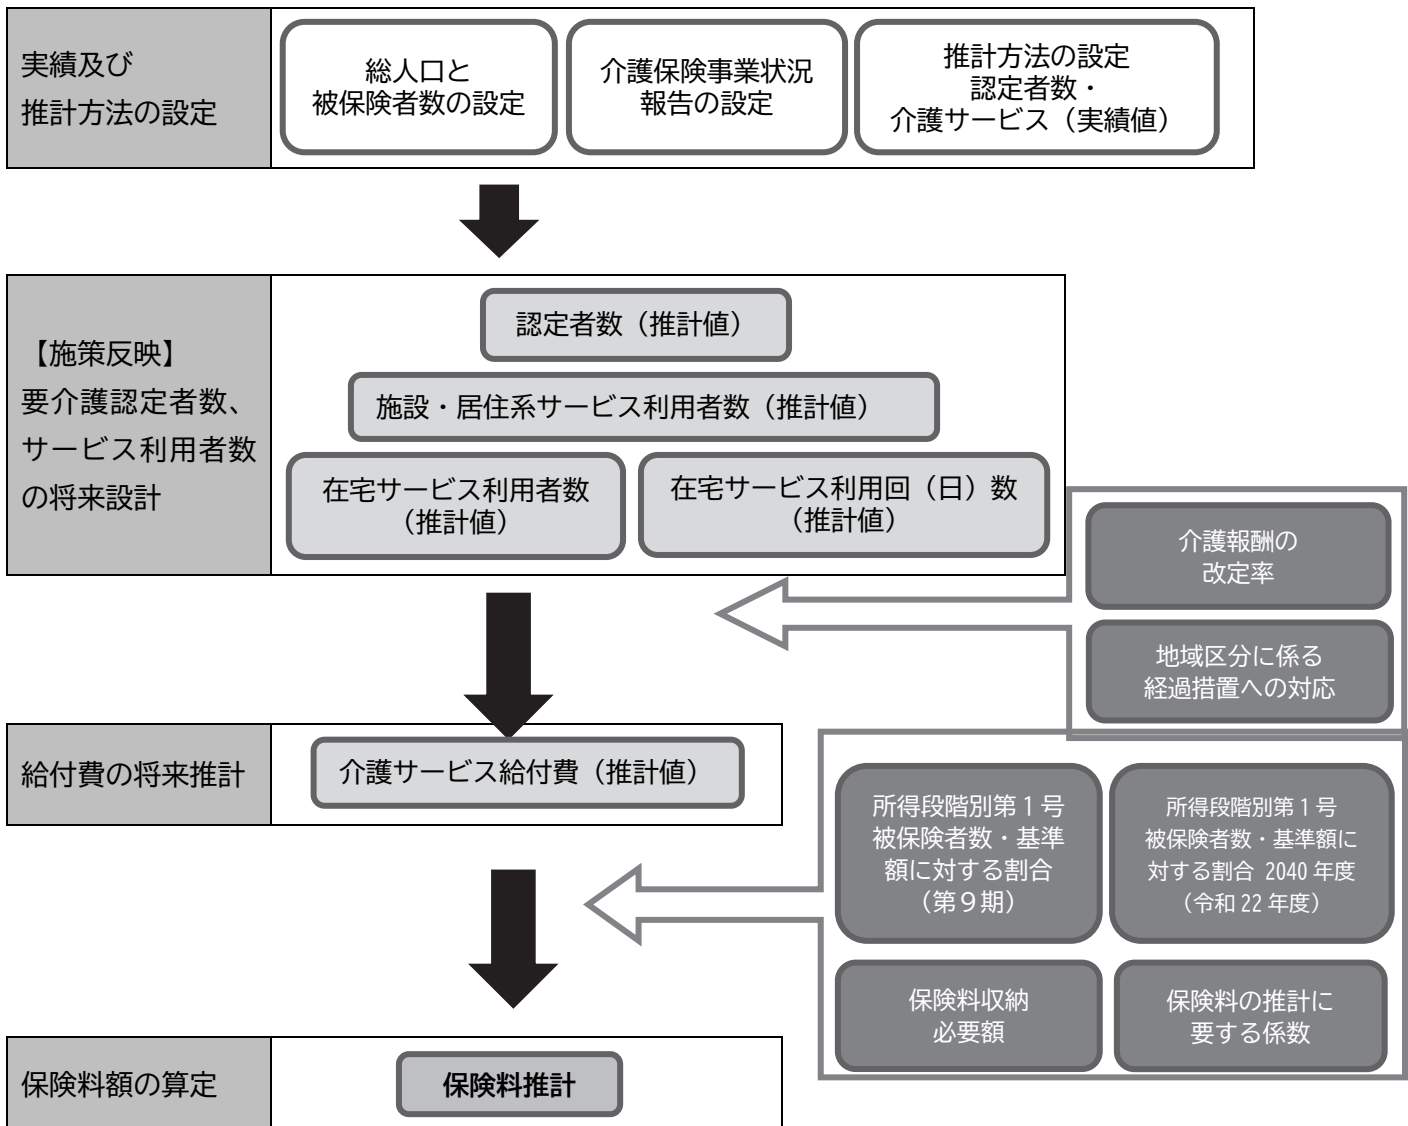 実績及び
推計方法の設定
総人口と
被保険者数の設定
介護保険事業状況
報告の設定
推計方法の設定
認定者数・
介護サービス（実績値）
【施策反映】
要介護認定者数、
サービス利用者数
の将来設計
認定者数（推計値）
施設・居住系サービス利用者数（推計値）
在宅サービス利用者数
（推計値）
在宅サービス利用回（日）数
（推計値）
介護報酬の
改定率
地域区分に係る
経過措置への対応
給付費の将来推計
介護サービス給付費（推計値）
所得段階別第１号
被保険者数・基準
額に対する割合
（第９期）
所得段階別第１号
被保険者数・基準額に
対する割合 2040 年度
（令和 22 年度）
保険料収納
必要額
保険料の推計に
要する係数
保険料額の算定
保険料推計